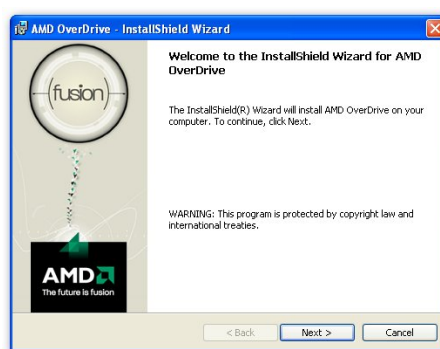 AMD OverDrive - InstallShield Wizard
Welcome to the InstallShield Wizard for AMD
OverDrive
(fusion)
The InstallShield(R) Wizard will install AMD OverDrive on your
computer. To continue, click Next.
WARNING: This program is protected by copyright law and
international treaties.
AMD
The future is fusion
< Back
Next >
Cancel